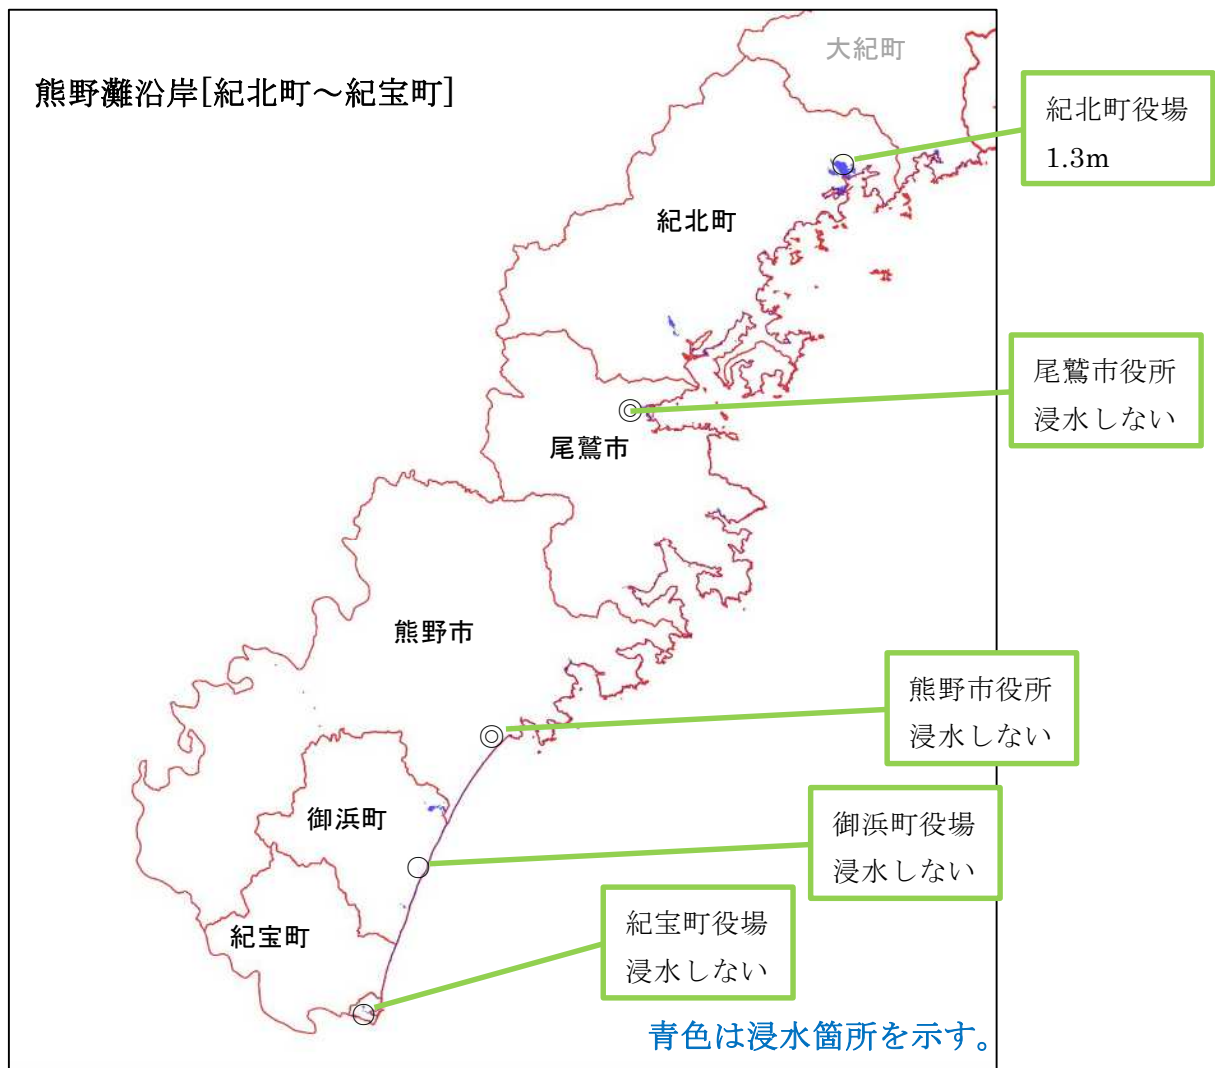 大紀町
熊野灘沿岸[紀北町～紀宝町]
紀北町役場
1.3m
紀北町
尾鷲市役所
浸水しない
尾鷲市
熊野市
熊野市役所
浸水しない
御浜町
御浜町役場
浸水しない
紀宝町
紀宝町役場
浸水しない
青色は浸水箇所を示す。